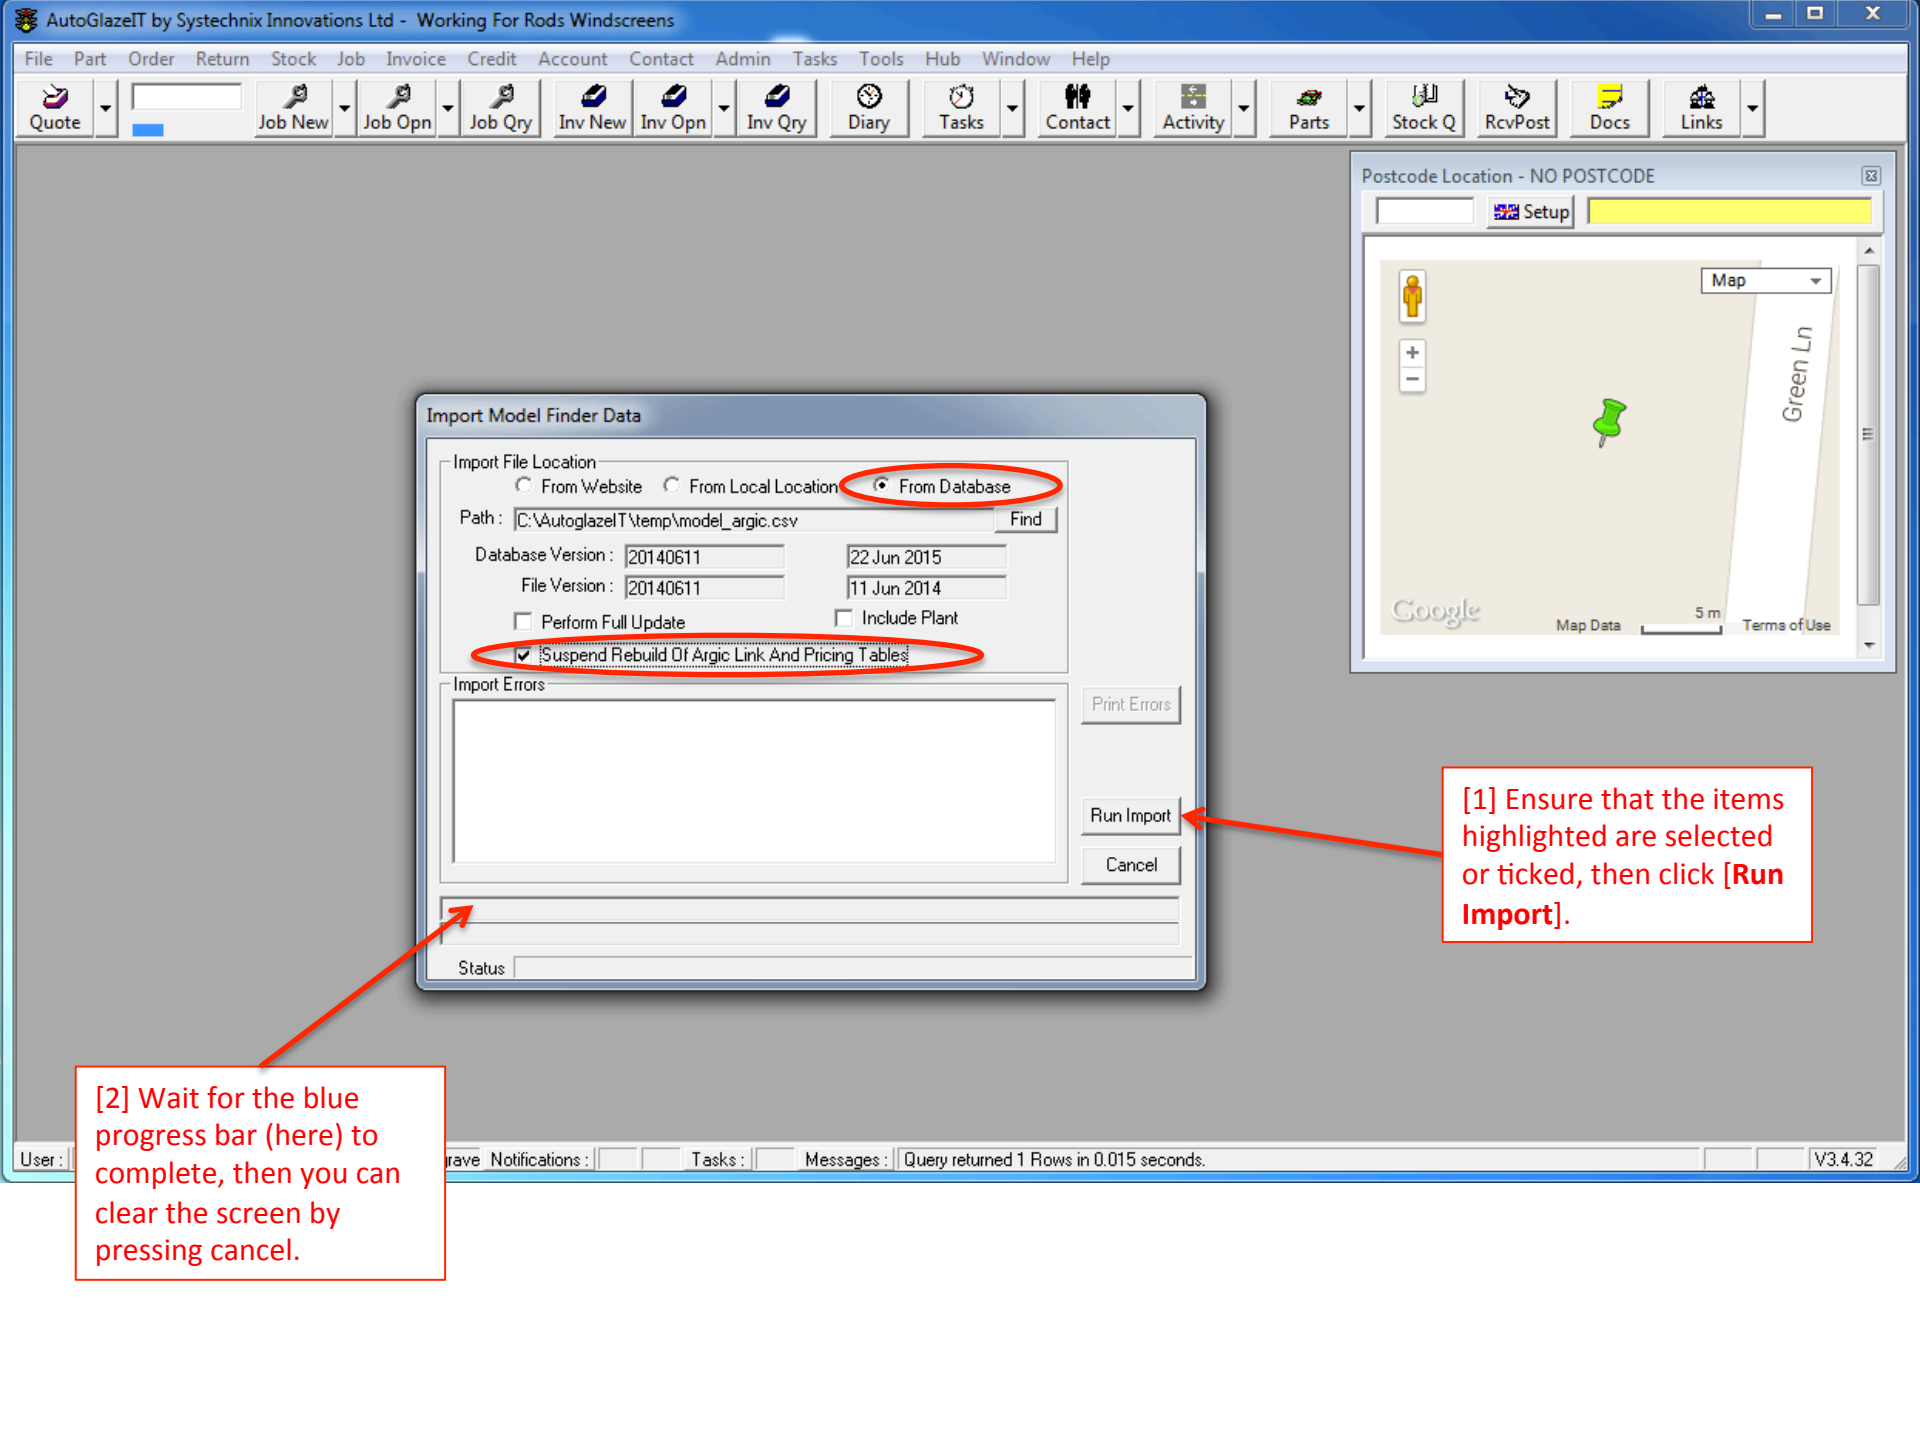 AutoGlazeIT by Systechnix Innovations Ltd - Working For Rods Windscreens
File Part Order Return Stock Job Invoice Credit Account Contact Admin Tasks Tools Hub Window Help
Quote Job New Job Opn Job Qry Inv New Inv Opn Inv Qry Diary Tasks Contact Activity Parts Stock Q RcvPost Docs Links
Postcode Location - NO POSTCODE
Setup
Map
Green Ln
Google
Map Data 5 m Terms of Use
Import Model Finder Data
Import File Location
From Website From Local Location From Database
Path : C:\AutoglazeIT\temp\model_argic.csv Find
Database Version : 20140611 22 Jun 2015
File Version : 20140611 11 Jun 2014
Perform Full Update Include Plant
Suspend Rebuild Of Argic Link And Pricing Tables
Import Errors
Print Errors
Run Import
Cancel
Status
[1] Ensure that the items
highlighted are selected
or ticked, then click [Run
Import].
[2] Wait for the blue
progress bar (here) to
complete, then you can
clear the screen by
pressing cancel.
User : rave Notifications : Tasks : Messages : Query returned 1 Rows in 0.015 seconds. V3.4.32